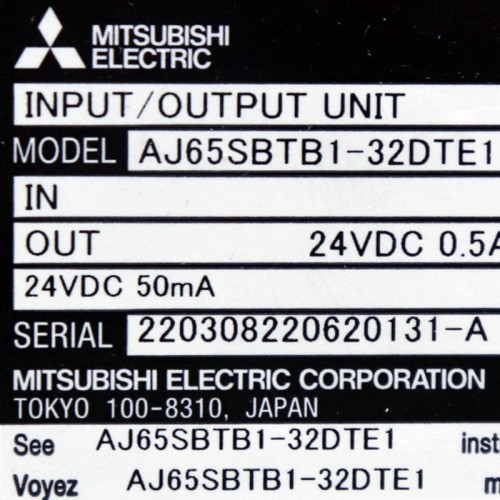 MITSUBISHI
ELECTRIC
INPUT/OUTPUT UNIT
MODEL AJ65SBTB1-32DTE1
IN
OUT 24VDC 0.5A
24VDC 50mA
SERIAL 220308220620131-A
MITSUBISHI ELECTRIC CORPORATION
TOKYO 100-8310, JAPAN
See AJ65SBTB1-32DTE1
Voyez AJ65SBTB1-32DTE1